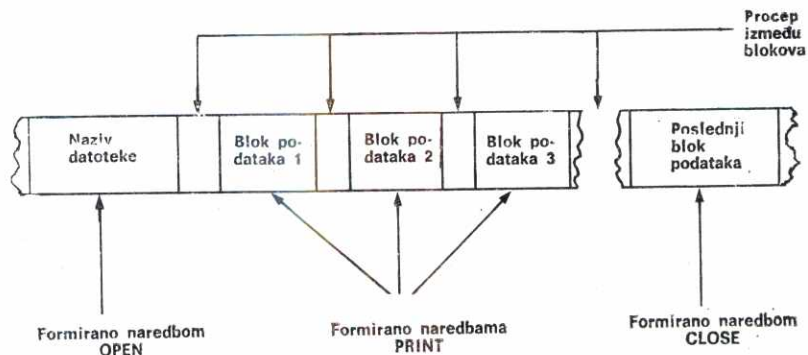 Procep
između
blokova
Naziv
datoteke
Blok po-
dataka 1
Blok po-
dataka 2
Blok po-
dataka 3
Poslednji
blok
podataka
Formirano naredbom
OPEN
Formirano naredbama
PRINT
Formirano naredbom
CLOSE